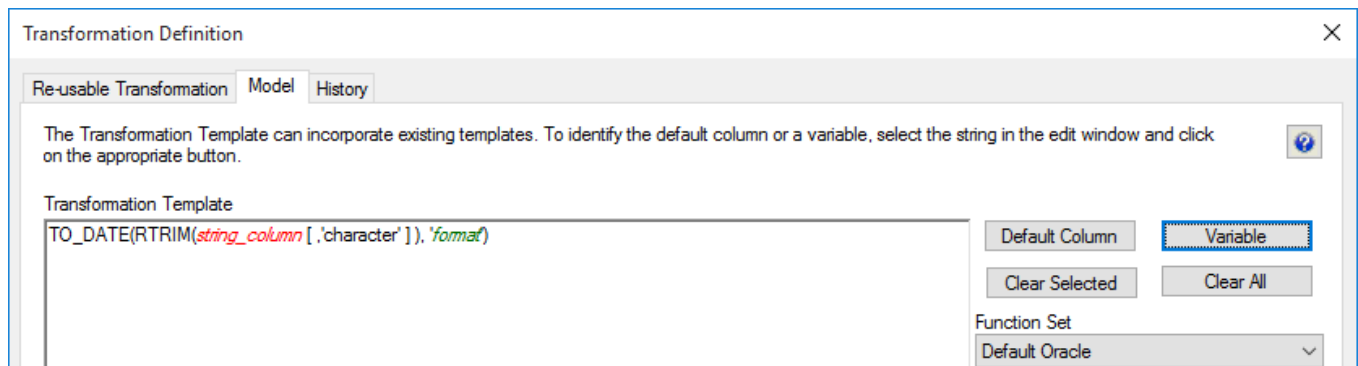 Transformation Definition
Re-usable Transformation Model History
The Transformation Template can incorporate existing templates. To identify the default column or a variable, select the string in the edit window and click
on the appropriate button.
Transformation Template
TO_DATE(RTRIM(string_column [ ,'character' ] ), 'format')
Default Column Variable
Clear Selected Clear All
Function Set
Default Oracle